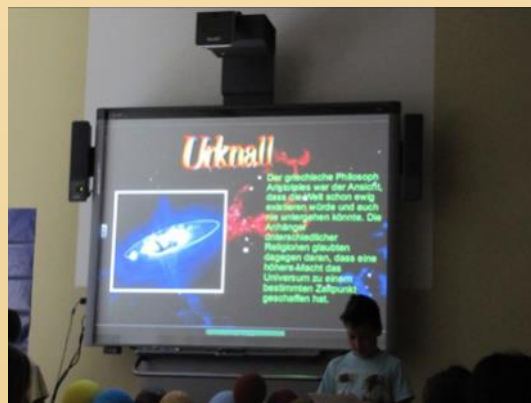 Urknall
Der griechische Philosoph
Aristoteles war der Ansicht,
dass die Welt schon ewig
existieren würde und auch
nie untergehen könnte. Die
Anhänger
unterschiedlicher
Religionen glaubten
dagegen daran, dass eine
höhere Macht das
Universum zu einem
bestimmten Zeitpunkt
geschaffen hat.